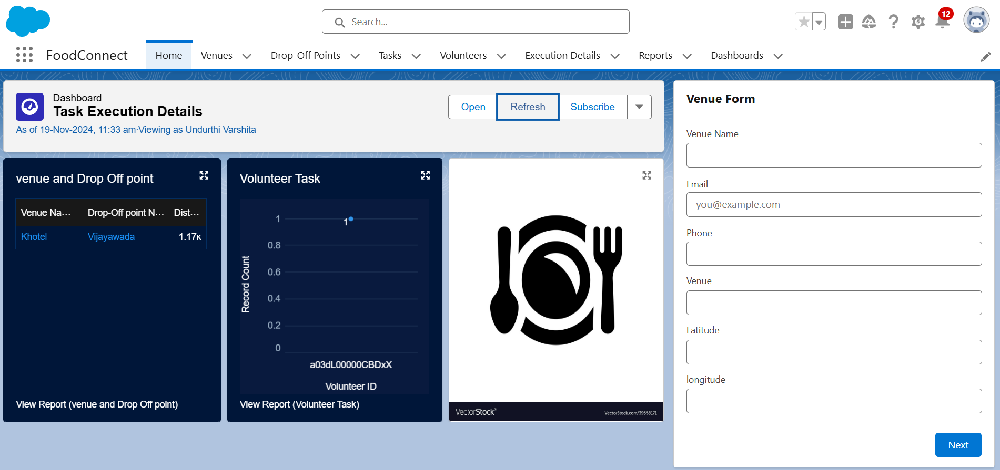 Search...
12
FoodConnect
Home
Venues
Drop-Off Points
Tasks
Volunteers
Execution Details
Reports
Dashboards
Dashboard
Task Execution Details
As of 19-Nov-2024, 11:33 am·Viewing as Undurthi Varshita
Open
Refresh
Subscribe
venue and Drop Off point
Venue Na... Drop-Off point N... Dist...
Khotel Vijayawada 1.17K
View Report (venue and Drop Off point)
Volunteer Task
Record Count
1
0.8
0.6
0.4
0.2
0
1
a03dL00000CBDxX
Volunteer ID
View Report (Volunteer Task)
VectorStock®
VectorStock.com/39558171
Venue Form
Venue Name
Email
you@example.com
Phone
Venue
Latitude
longitude
Next